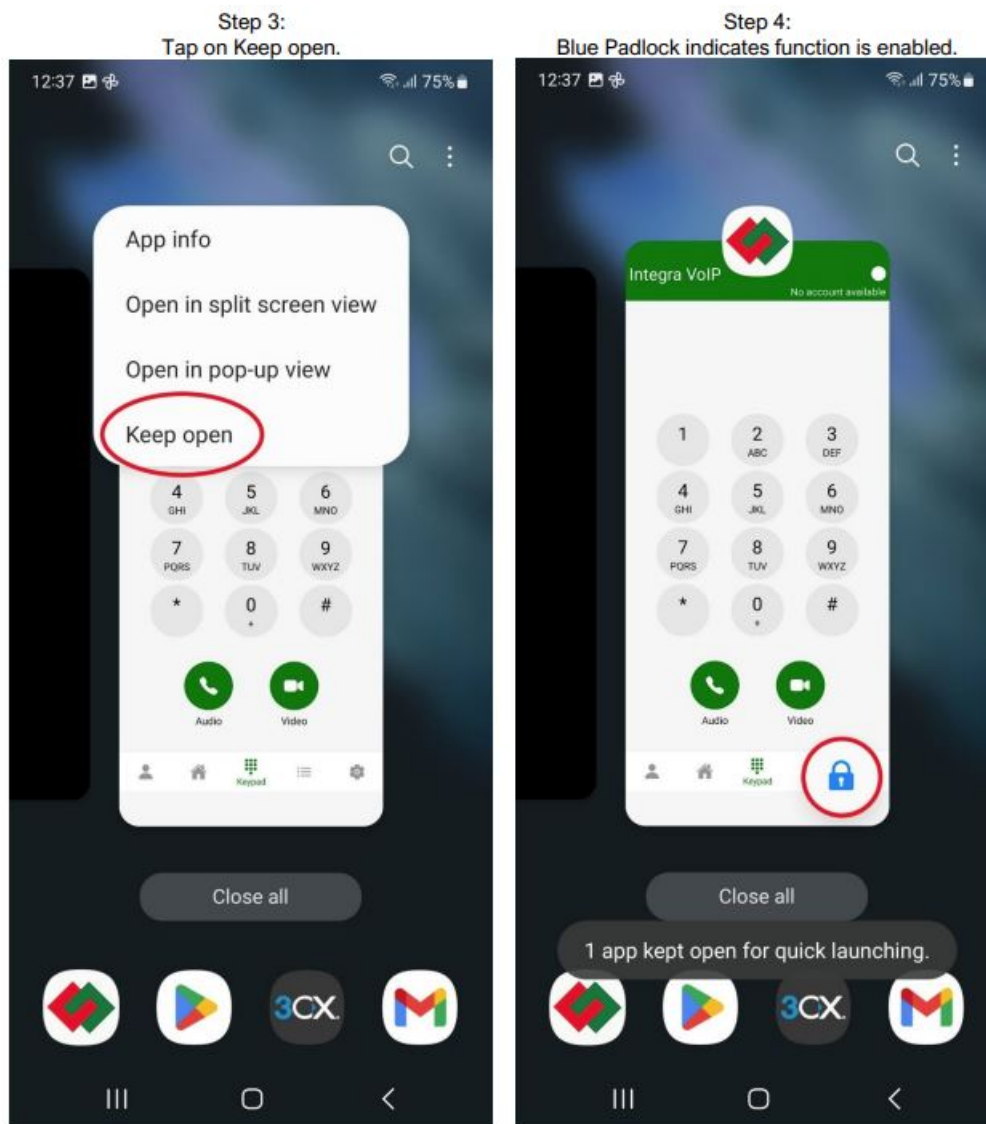 Step 3:
Tap on Keep open.
12:37
75%
App info
Open in split screen view
Open in pop-up view
Keep open
4 5 6
GHI JKL MNO
7 8 9
PQRS TUV WXYZ
* 0 #
+
Audio Video
Keypad
Close all
3CX.
Step 4:
Blue Padlock indicates function is enabled.
12:37
75%
Integra VoIP
No account available
1 2 3
ABC DEF
4 5 6
GHI JKL MNO
7 8 9
PQRS TUV WXYZ
* 0 #
+
Audio Video
Keypad
Close all
1 app kept open for quick launching.
3CX.